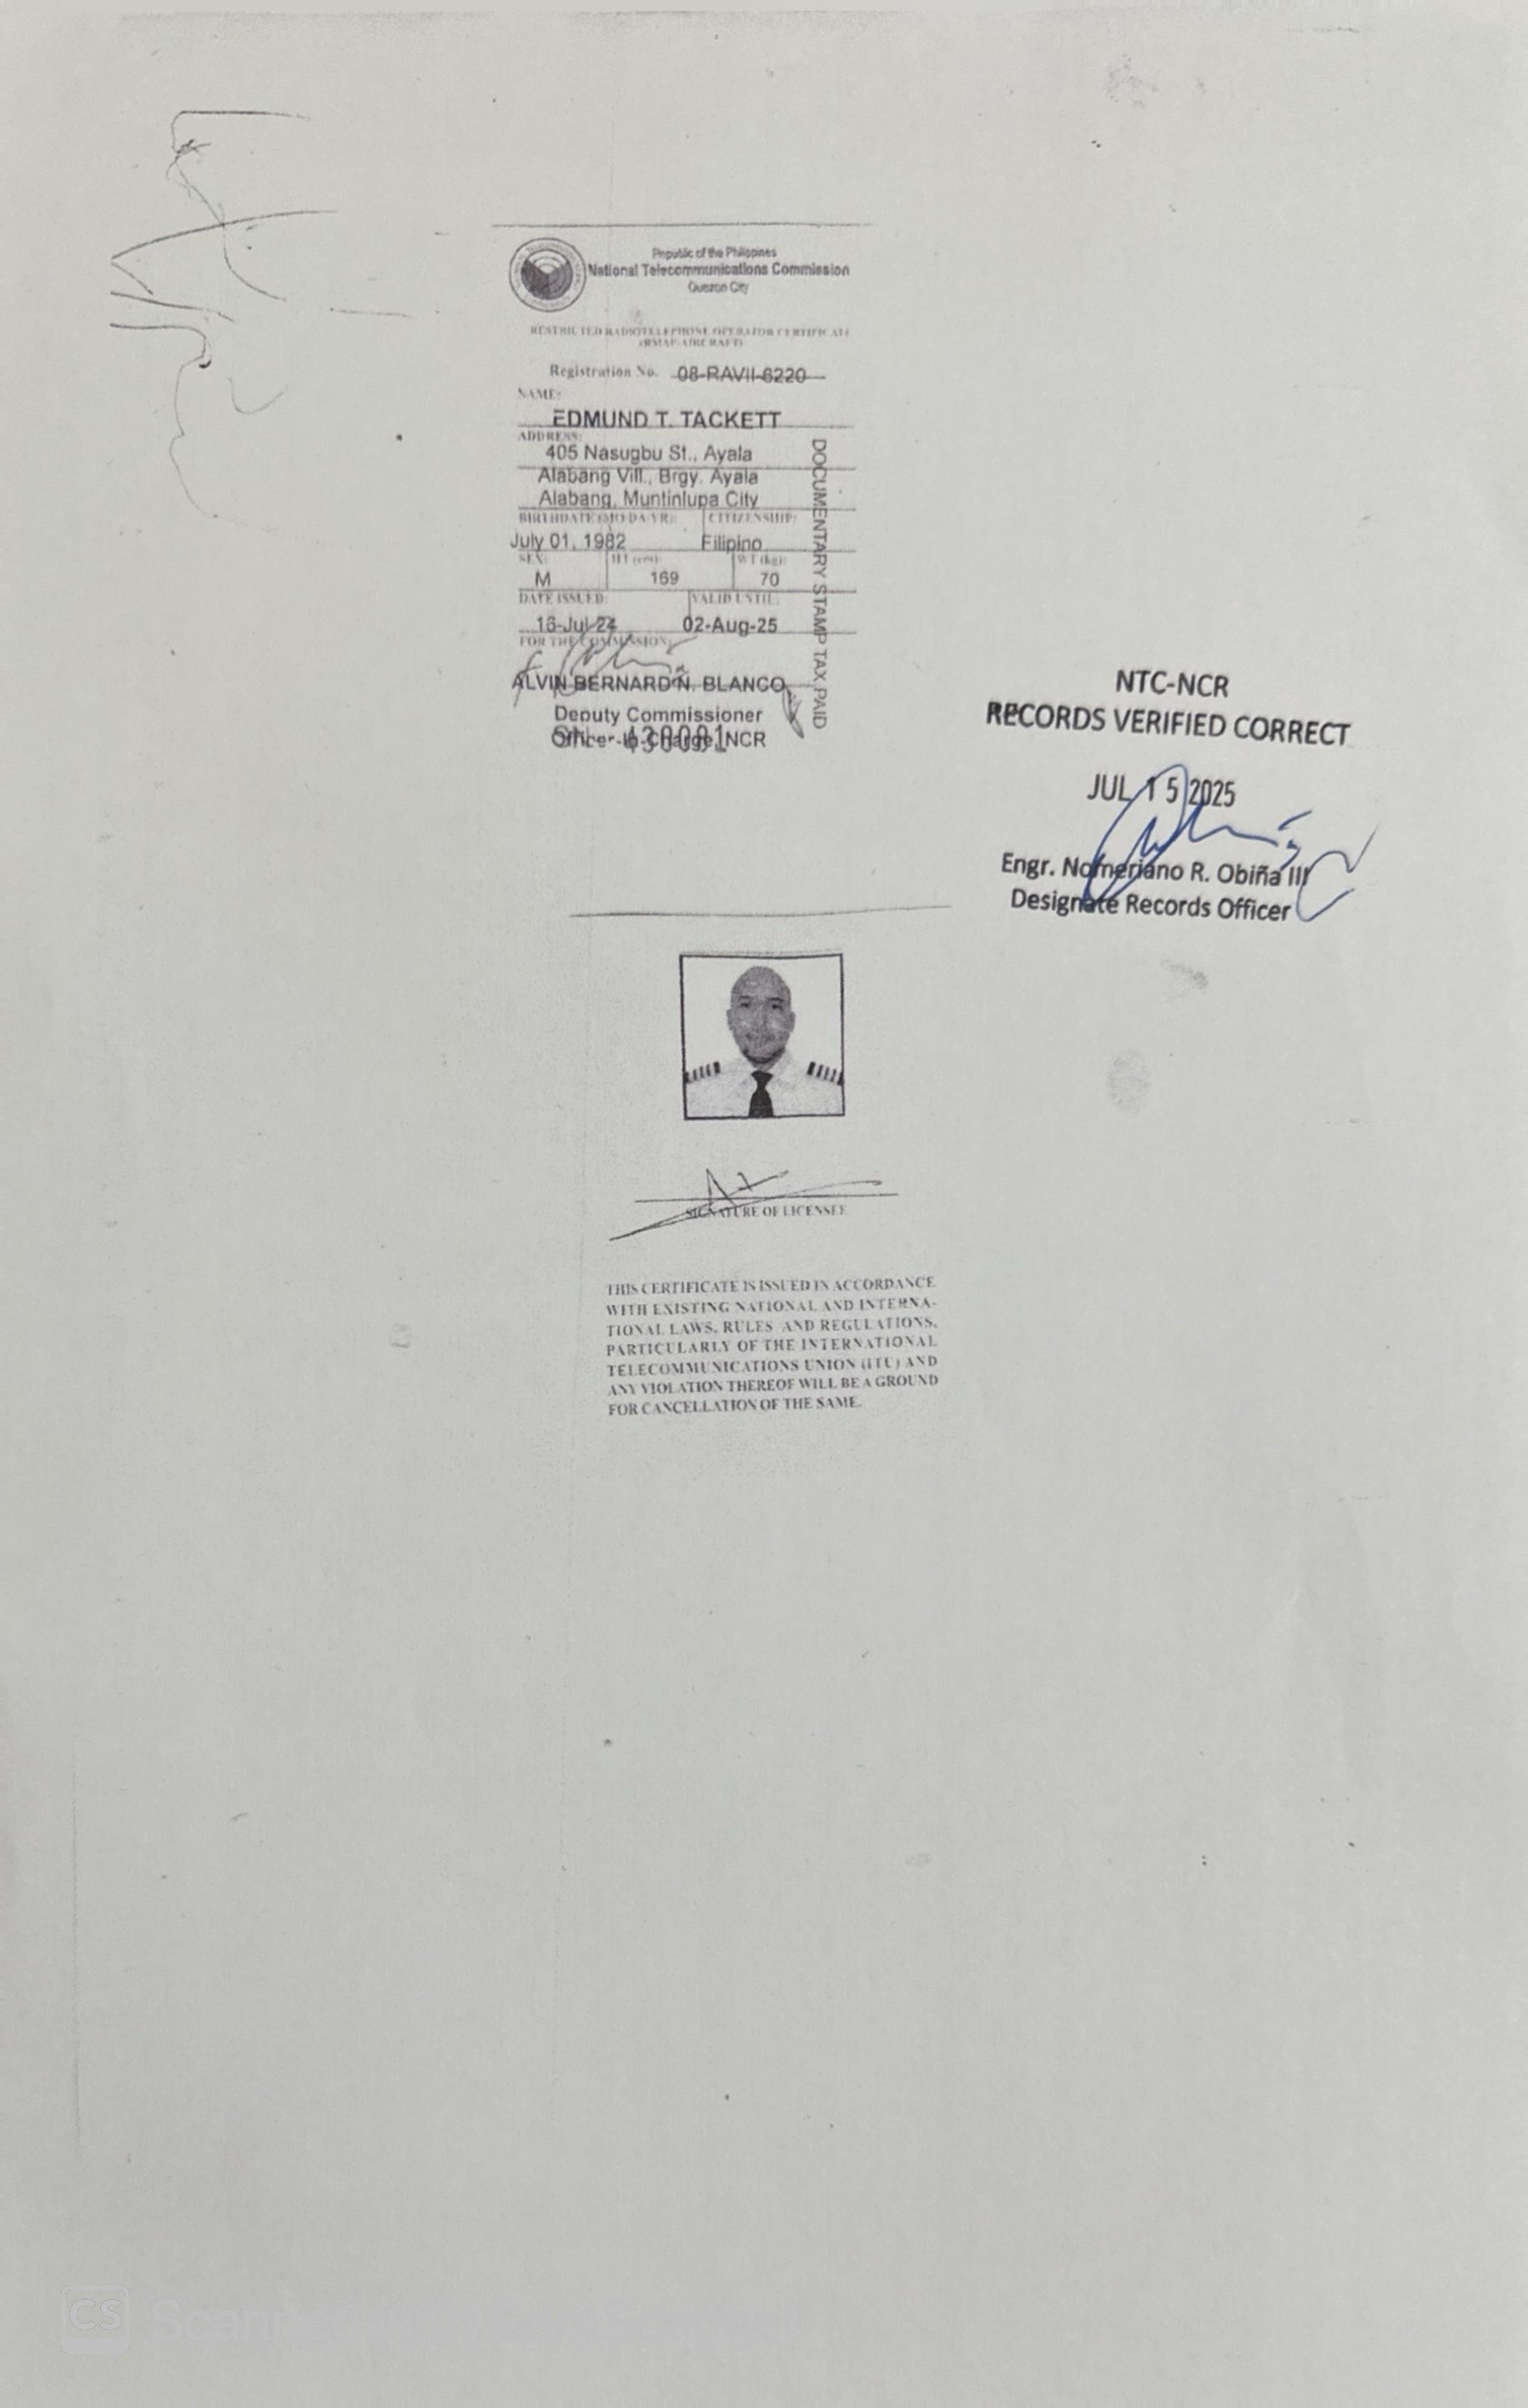 Republic of the Philippines
National Telecommunications Commission
Quezon City
RESTRICTED RADIOTELEPHONE OPERATOR CERTIFICATE
Registration No. 08-RAVII-6220
NAME:
EDMUND T. TACKETT
ADDRESS:
405 Nasugbu St., Ayala
Alabang Vill., Brgy. Ayala
Alabang, Muntinlupa City
BIRTHDATE (MO/DA/YR): CITIZENSHIP:
July 01, 1982 Filipino
SEX: HT (cm): WT (kg):
M 169 70
DATE ISSUED: VALID UNTIL:
16-Jul-24 02-Aug-25
FOR THE COMMISSION:
ALVIN BERNARD N. BLANCO
Deputy Commissioner
Officer-In-Charge, NCR
DOCUMENTARY STAMP TAX PAID
NTC-NCR
RECORDS VERIFIED CORRECT
JUL 15 2025
Engr. Nomeriano R. Obiña III
Designate Records Officer
SIGNATURE OF LICENSEE
THIS CERTIFICATE IS ISSUED IN ACCORDANCE
WITH EXISTING NATIONAL AND INTERNA-
TIONAL LAWS, RULES AND REGULATIONS,
PARTICULARLY OF THE INTERNATIONAL
TELECOMMUNICATIONS UNION (ITU) AND
ANY VIOLATION THEREOF WILL BE A GROUND
FOR CANCELLATION OF THE SAME.
CS